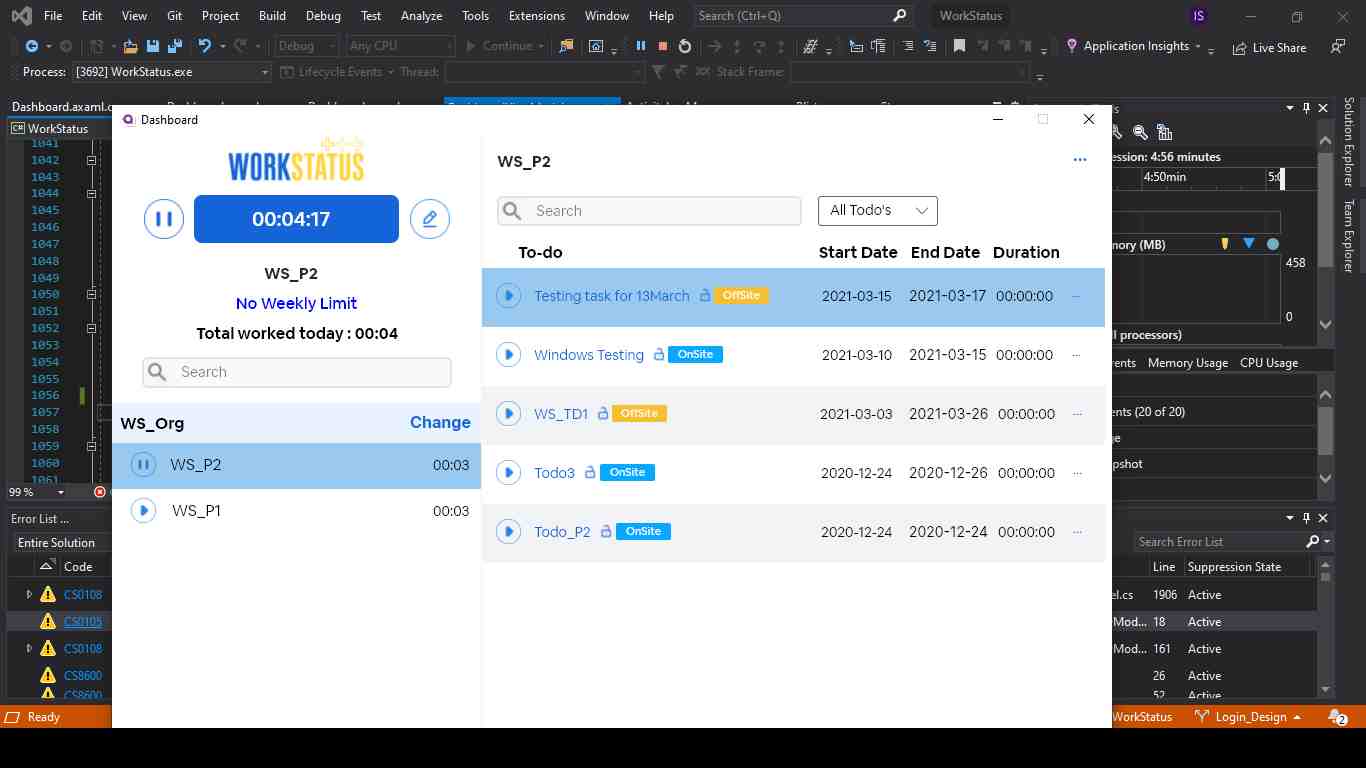 File Edit View Git Project Build Debug Test Analyze Tools Extensions Window Help Search (Ctrl+Q) WorkStatus IS
Debug Any CPU Continue Application Insights Live Share
Process: [3692] WorkStatus.exe Lifecycle Events Thread: Stack Frame:
Dashboard.axaml.c
C# WorkStatus
Dashboard
1041
1042
1043
1044
1045
1046
1047
1048
1049
1050
1051
1052
1053
1054
1055
1056
1057
1058
1059
1060
1061
99 %
WORKSTATUS
00:04:17
WS_P2
No Weekly Limit
Total worked today : 00:04
Search
WS_Org Change
WS_P2 00:03
WS_P1 00:03
WS_P2
Search All Todo's
To-do Start Date End Date Duration
Testing task for 13March OffSite 2021-03-15 2021-03-17 00:00:00
Windows Testing OnSite 2021-03-10 2021-03-15 00:00:00
WS_TD1 OffSite 2021-03-03 2021-03-26 00:00:00
Todo3 OnSite 2020-12-24 2020-12-26 00:00:00
Todo_P2 OnSite 2020-12-24 2020-12-24 00:00:00
ession: 4:56 minutes
4:50min 5:0
mory (MB)
458
0
ll processors)
ents Memory Usage CPU Usage
ents (20 of 20)
ge
pshot
Solution Explorer
Team Explorer
Error List ...
Entire Solution
Search Error List
Code Line Suppression State
CS0108 el.cs 1906 Active
CS0105 Mod... 18 Active
CS0108 Mod... 161 Active
CS8600 26 Active
CS8600 52 Active
Ready WorkStatus Login_Design 2